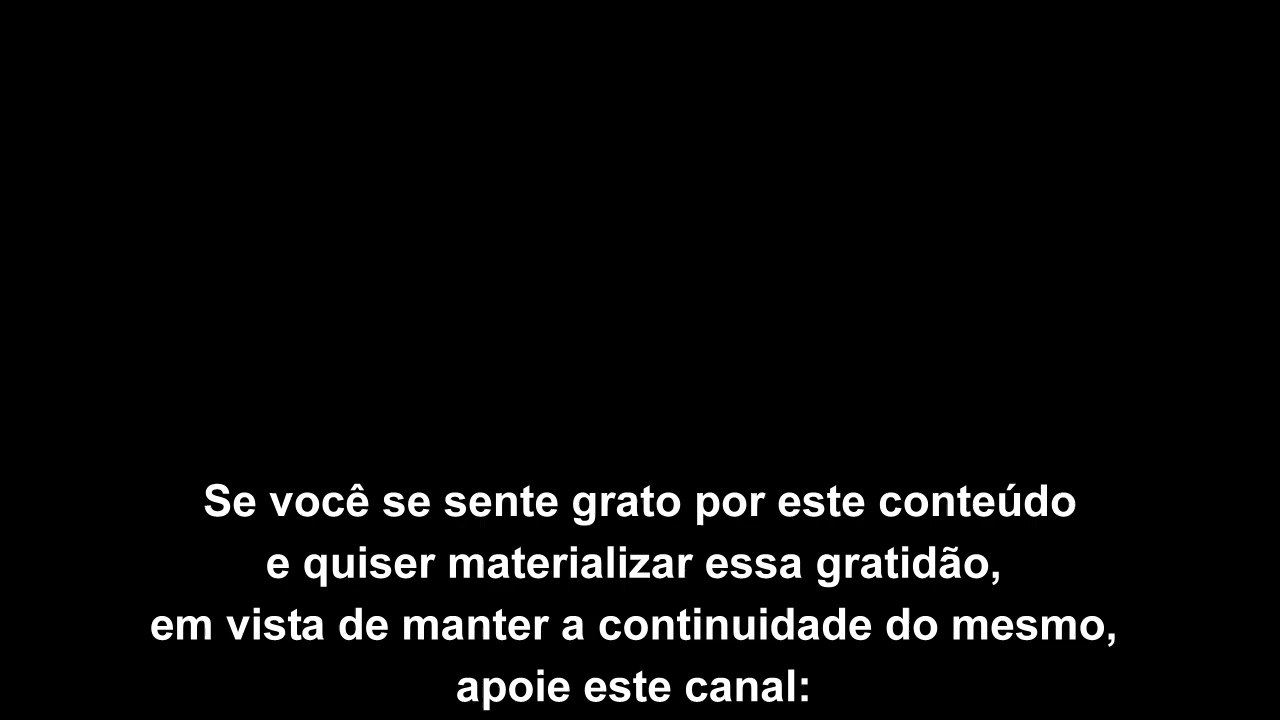 Se você se sente grato por este conteúdo
e quiser materializar essa gratidão,
em vista de manter a continuidade do mesmo,
apoie este canal: